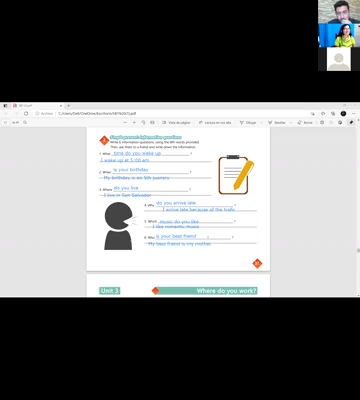 Simple present information questions
Write 6 information questions, using the Wh-words provided.
Then, ask them to a friend and write down the information.
1. What time do you wake up ?
I wake up at 5:00 am
2. When is your birthday ?
My birthday is on 5th
3. Where do you live ?
I live in San Salvador
4. Why do you arrive late ?
I arrive late because of the trafic
5. Which music do you like ?
I like romantic music
6. Who is your best friend ?
My best friend is my mother
Unit 3
Where do you work?